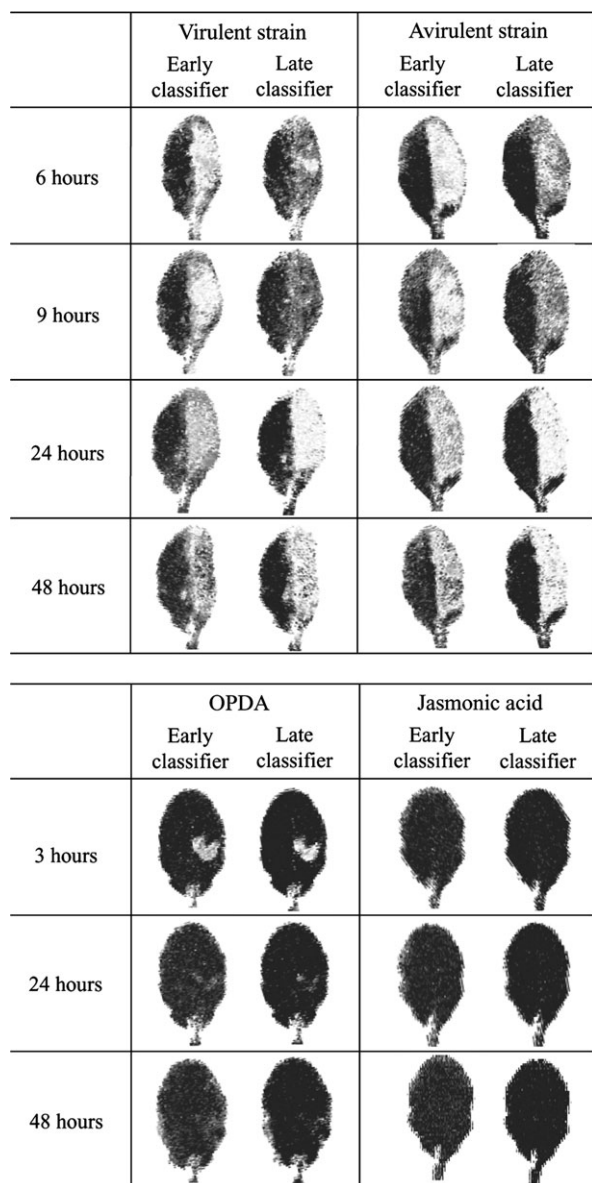 Virulent strain Avirulent strain
Early Late Early Late
classifier classifier classifier classifier
6 hours
9 hours
24 hours
48 hours
OPDA Jasmonic acid
Early Late Early Late
classifier classifier classifier classifier
3 hours
24 hours
48 hours